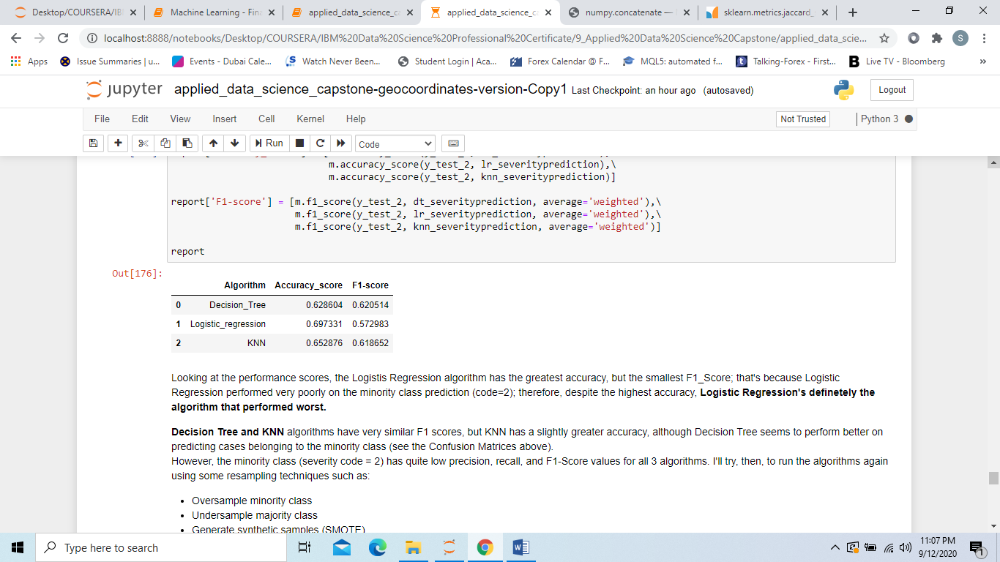 Desktop/COURSERA/IB
Machine Learning - Fin
applied_data_science_c
applied_data_science_c
numpy.concatenate —
sklearn.metrics.jaccard_
localhost:8888/notebooks/Desktop/COURSERA/IBM%20Data%20Science%20Professional%20Certificate/9_Applied%20Data%20Science%20Capstone/applied_data_scie...
S
Apps
Issue Summaries | u...
Events - Dubai Cale...
Watch Never Been...
Student Login | Aca...
Forex Calendar @ F...
MQL5: automated f...
Talking-Forex - First...
Live TV - Bloomberg
»
jupyter applied_data_science_capstone-geocoordinates-version-Copy1 Last Checkpoint: an hour ago (autosaved)
Logout
File Edit View Insert Cell Kernel Help
Not Trusted
Python 3
Run
Code
m.accuracy_score(y_test_2, lr_severityprediction),\
m.accuracy_score(y_test_2, knn_severityprediction)]
report['F1-score'] = [m.f1_score(y_test_2, dt_severityprediction, average='weighted'),\
m.f1_score(y_test_2, lr_severityprediction, average='weighted'),\
m.f1_score(y_test_2, knn_severityprediction, average='weighted')]
report
Out[176]:
Algorithm Accuracy_score F1-score
0 Decision_Tree 0.628604 0.620514
1 Logistic_regression 0.697331 0.572983
2 KNN 0.652876 0.618652
Looking at the performance scores, the Logistis Regression algorithm has the greatest accuracy, but the smallest F1_Score; that's because Logistic
Regression performed very poorly on the minority class prediction (code=2); therefore, despite the highest accuracy, Logistic Regression's definetely the
algorithm that performed worst.
Decision Tree and KNN algorithms have very similar F1 scores, but KNN has a slightly greater accuracy, although Decision Tree seems to perform better on
predicting cases belonging to the minority class (see the Confusion Matrices above).
However, the minority class (severity code = 2) has quite low precision, recall, and F1-Score values for all 3 algorithms. I'll try, then, to run the algorithms again
using some resampling techniques such as:
• Oversample minority class
• Undersample majority class
• Generate synthetic samples (SMOTE)
Type here to search
11:07 PM
9/12/2020
1